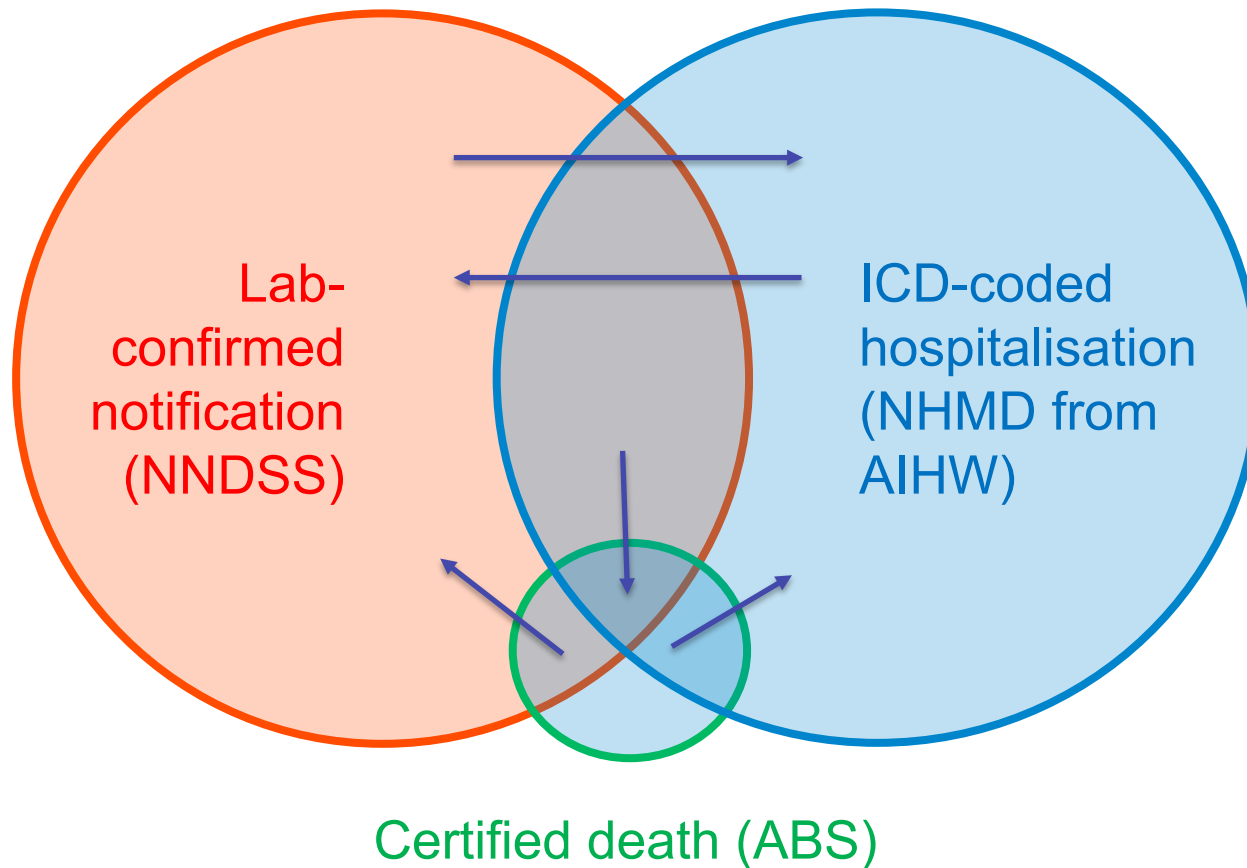 Lab-
confirmed
notification
(NNDSS)
ICD-coded
hospitalisation
(NHMD from
AIHW)
Certified death (ABS)